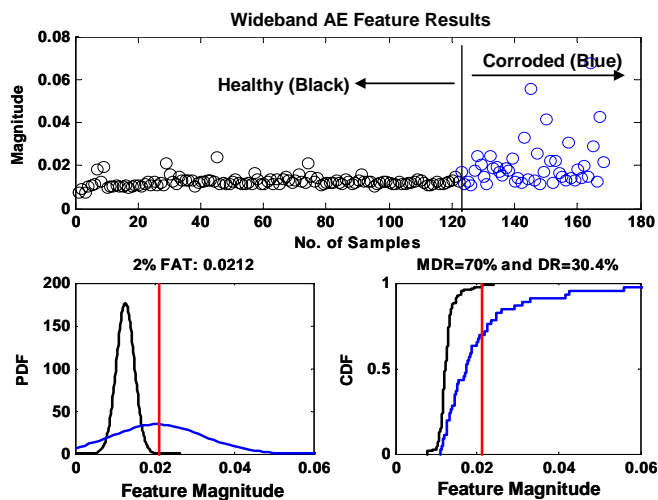 Wideband AE Feature Results
0.08
0.06
0.04
0.02
0
Magnitude
Healthy (Black)
Corroded (Blue)
0 20 40 60 80 100 120 140 160 180
No. of Samples
2% FAT: 0.0212
200
150
100
50
0
PDF
0 0.02 0.04 0.06
Feature Magnitude
MDR=70% and DR=30.4%
1
0.5
0
CDF
0 0.02 0.04 0.06
Feature Magnitude